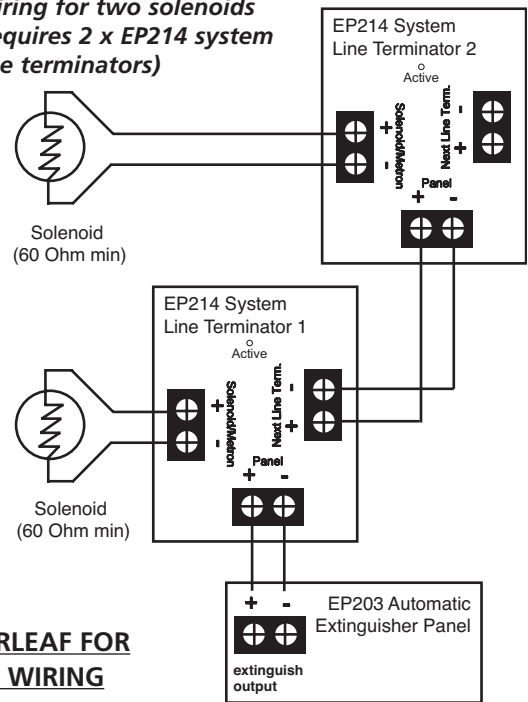 iring for two solenoids
equires 2 x EP214 system
e terminators)
EP214 System
Line Terminator 2
Active
+
-
Solenoid/Metron
Next Line Term.
-
+
Panel
+ -
Solenoid
(60 Ohm min)
EP214 System
Line Terminator 1
Active
+
-
Solenoid/Metron
Next Line Term.
-
+
Panel
+ -
Solenoid
(60 Ohm min)
+ -
EP203 Automatic
Extinguisher Panel
extinguish
output
RLEAF FOR
WIRING